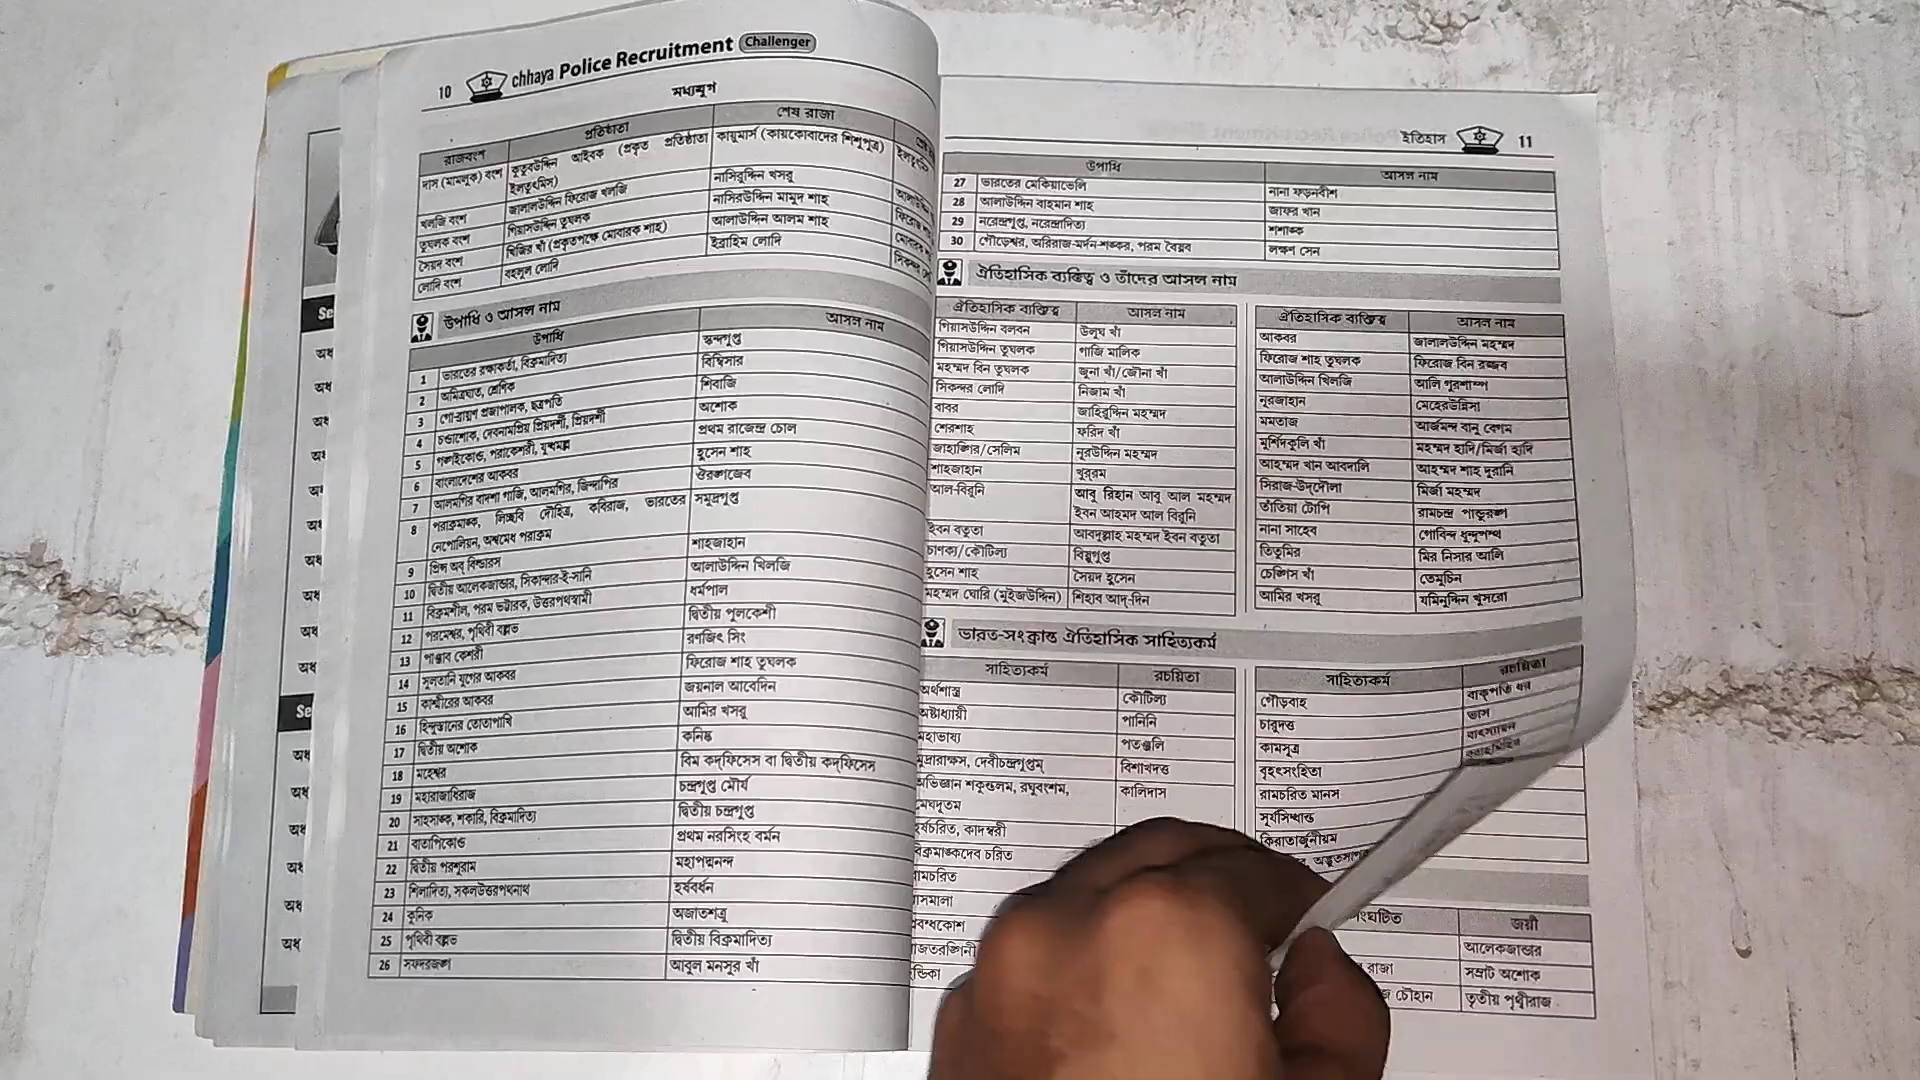 10 chhaya Police Recruitment Challenger
মধ্যযুগ
রাজবংশ প্রতিষ্ঠাতা শেষ রাজা
দাস (মামলুক) বংশ কুতুবউদ্দিন আইবক (প্রকৃত প্রতিষ্ঠাতা ইলতুৎমিস) কায়ুমার্স (কায়কোবাদের শিশুপুত্র)
খলজি বংশ জালালউদ্দিন ফিরোজ খলজি নাসিরুদ্দিন খসরু
তুঘলক বংশ গিয়াসউদ্দিন তুঘলক নাসিরউদ্দিন মামুদ শাহ
সৈয়দ বংশ খিজির খাঁ (প্রকৃতপক্ষে মোবারক শাহ) আলাউদ্দিন আলম শাহ
লোদি বংশ বহলুল লোদি ইব্রাহিম লোদি
উপাধি ও আসল নাম
উপাধি আসল নাম
1 ভারতের রক্ষাকর্তা, বিক্রমাদিত্য স্কন্দগুপ্ত
2 অমিত্রঘাত, শ্রেণিক বিম্বিসার
3 গো-ব্রাহ্মণ প্রজাপালক, ছত্রপতি শিবাজি
4 চণ্ডাশোক, দেবনামপ্রিয় প্রিয়দর্শী, প্রিয়দর্শী অশোক
5 গঙ্গইকোণ্ড, পরাকেশরী, যুদ্ধমল্ল প্রথম রাজেন্দ্র চোল
6 বাংলাদেশের আকবর হুসেন শাহ
7 আলমগির বাদশা গাজি, আলমগির, জিন্দাপির ঔরঙ্গজেব
8 পরাক্রমাঙ্ক, লিচ্ছবি দৌহিত্র, কবিরাজ, ভারতের সমুদ্রগুপ্ত
নেপোলিয়ন, অশ্বমেধ পরাক্রম
9 প্রিন্স অব্ বিল্ডারস শাহজাহান
10 দ্বিতীয় আলেকজান্ডার, সিকান্দার-ই-সানি আলাউদ্দিন খিলজি
11 বিক্রমশীল, পরম ভট্টারক, উত্তরপথস্বামী ধর্মপাল
12 পরমেশ্বর, পৃথিবী বল্লভ দ্বিতীয় পুলকেশী
13 পাঞ্জাব কেশরী রণজিৎ সিং
14 সুলতানি যুগের আকবর ফিরোজ শাহ তুঘলক
15 কাশ্মীরের আকবর জয়নাল আবেদিন
16 হিন্দুস্তানের তোতাপাখি আমির খসরু
17 দ্বিতীয় অশোক কনিষ্ক
18 মহেশ্বর বিম কদ্‌ফিসেস বা দ্বিতীয় কদ্‌ফিসেস
19 মহারাজাধিরাজ চন্দ্রগুপ্ত মৌর্য
20 সাহসাঙ্ক, শকারি, বিক্রমাদিত্য দ্বিতীয় চন্দ্রগুপ্ত
21 বাতাপিকোণ্ড প্রথম নরসিংহ বর্মন
22 দ্বিতীয় পরশুরাম মহাপদ্মনন্দ
23 শিলাদিত্য, সকলউত্তরপথনাথ হর্ষবর্ধন
24 কূনিক অজাতশত্রু
25 পৃথিবী বল্লভ দ্বিতীয় বিক্রমাদিত্য
26 সফদরজঙ্গ আবুল মনসুর খাঁ
ইতিহাস 11
উপাধি আসল নাম
27 ভারতের মেকিয়াভেলি নানা ফড়নবীশ
28 আলাউদ্দিন বাহমান শাহ জাফর খান
29 নরেন্দ্রগুপ্ত, নরেন্দ্রাদিত্য শশাঙ্ক
30 গৌড়েশ্বর, অরিরাজ-মর্দন-শঙ্কর, পরম বৈষ্ণব লক্ষণ সেন
ঐতিহাসিক ব্যক্তিত্ব ও তাঁদের আসল নাম
ঐতিহাসিক ব্যক্তিত্ব আসল নাম
গিয়াসউদ্দিন বলবন উলুঘ খাঁ
গিয়াসউদ্দিন তুঘলক গাজি মালিক
মহম্মদ বিন তুঘলক জুনা খাঁ/জৌনা খাঁ
সিকন্দর লোদি নিজাম খাঁ
বাবর জাহিরুদ্দিন মহম্মদ
শেরশাহ ফরিদ খাঁ
জাহাঙ্গির/সেলিম নূরউদ্দিন মহম্মদ
শাহজাহান খুররম
আল-বিরুনি আবু রিহান আবু আল মহম্মদ
ইবন আহমদ আল বিরুনি
ইবন বতুতা আবদুল্লাহ মহম্মদ ইবন বতুতা
চাণক্য/কৌটিল্য বিষ্ণুগুপ্ত
হুসেন শাহ সৈয়দ হুসেন
মহম্মদ ঘোরি (মুইজউদ্দিন) শিহাব আদ্-দিন
ঐতিহাসিক ব্যক্তিত্ব আসল নাম
আকবর জালালউদ্দিন মহম্মদ
ফিরোজ শাহ তুঘলক ফিরোজ বিন রজ্জব
আলাউদ্দিন খিলজি আলি গুরশাম্প
নূরজাহান মেহেরউন্নিসা
মমতাজ আর্জমন্দ বানু বেগম
মুর্শিদকুলি খাঁ মহম্মদ হাদি/মির্জা হাদি
আহম্মদ খান আবদালি আহম্মদ শাহ দুরানি
সিরাজ-উদ্‌দৌলা মির্জা মহম্মদ
তাঁতিয়া টোপি রামচন্দ্র পান্ডুরঙ্গ
নানা সাহেব গোবিন্দ ধুন্দুপন্থ
তিতুমির মির নিসার আলি
চেঙ্গিস খাঁ তেমুচিন
আমির খসরু যমিনুদ্দিন খুসরো
ভারত-সংক্রান্ত ঐতিহাসিক সাহিত্যকর্ম
সাহিত্যকর্ম রচয়িতা
অর্থশাস্ত্র কৌটিল্য
অষ্টাধ্যায়ী পানিনি
মহাভাষ্য পতঞ্জলি
মুদ্রারাক্ষস, দেবীচন্দ্রগুপ্তম্ বিশাখদত্ত
অভিজ্ঞান শকুন্তলম, রঘুবংশম, কালিদাস
মেঘদূতম
হর্ষচরিত, কাদম্বরী
বিক্রমাঙ্কদেব চরিত
সাহিত্যকর্ম রচয়িতা
গৌড়বাহ
চারুদত্ত ভাস
কামসূত্র বাৎস্যায়ন
বৃহৎসংহিতা বরাহমিহির
রামচরিত মানস
সূর্যসিদ্ধান্ত
কিরাতার্জুনীয়ম
জয়ী
আলেকজান্ডার
রাজা সম্রাট অশোক
চৌহান তৃতীয় পৃথ্বীরাজ